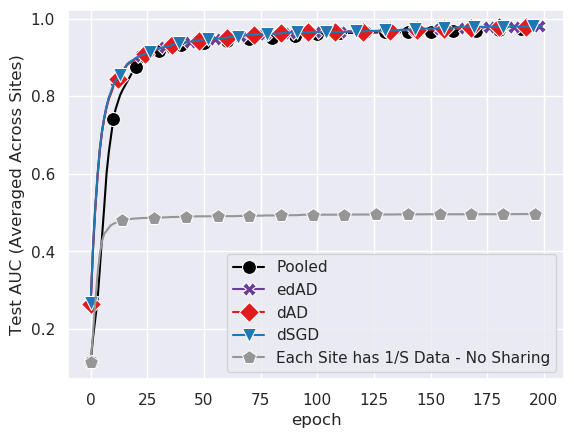 1.0
0.8
0.6
0.4
0.2
Test AUC (Averaged Across Sites)
Pooled
edAD
dAD
dSGD
Each Site has 1/S Data - No Sharing
0 25 50 75 100 125 150 175 200
epoch